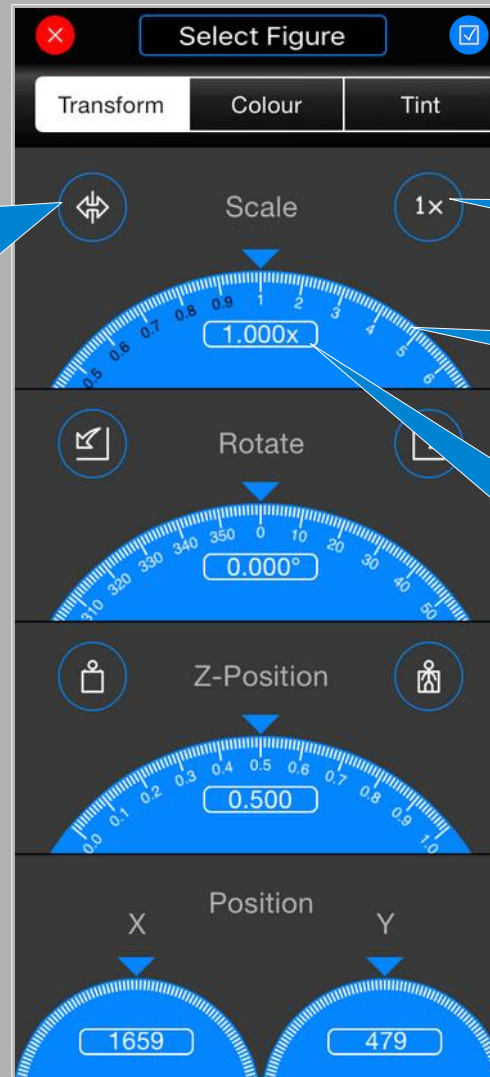 Select Figure
Transform Colour Tint
Scale 1×
0.5 0.6 0.7 0.8 0.9 1 2 3 4 5 6
1.000x
Rotate
310 320 330 340 350 0 10 20 30 40 50
0.000°
Z-Position
0.0 0.1 0.2 0.3 0.4 0.5 0.6 0.7 0.8 0.9 1.0
0.500
Position
X Y
1659 479